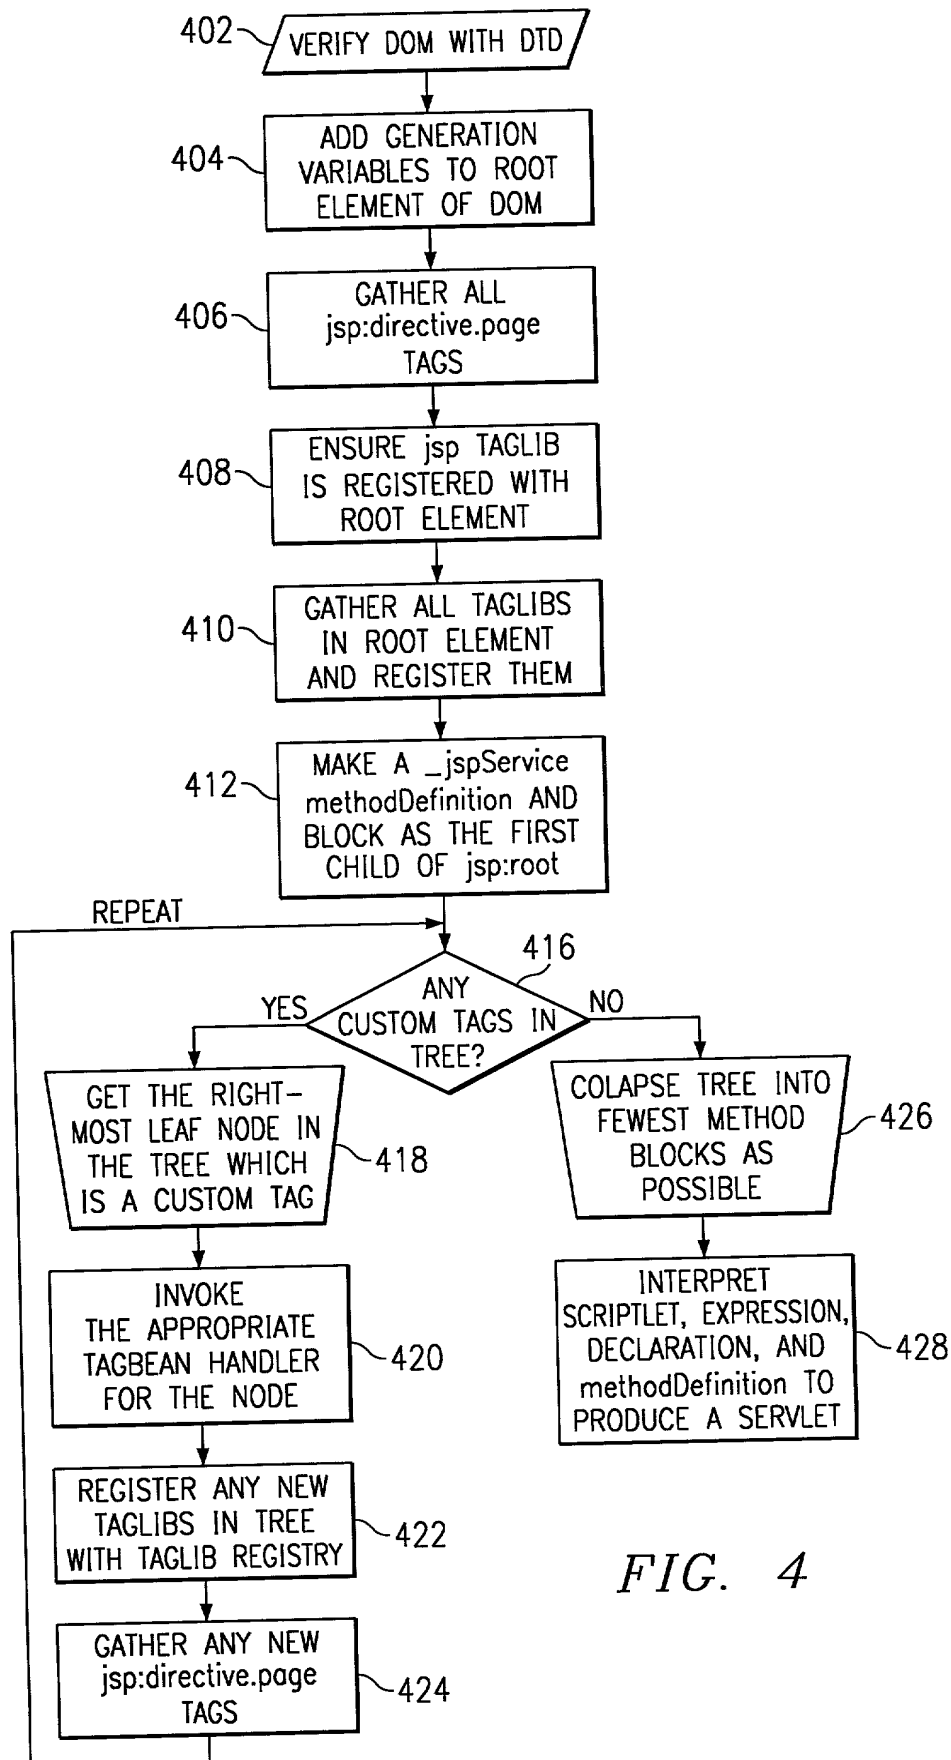 402
VERIFY DOM WITH DTD
404
ADD GENERATION
VARIABLES TO ROOT
ELEMENT OF DOM
406
GATHER ALL
jsp:directive.page
TAGS
408
ENSURE jsp TAGLIB
IS REGISTERED WITH
ROOT ELEMENT
410
GATHER ALL TAGLIBS
IN ROOT ELEMENT
AND REGISTER THEM
412
MAKE A _jspService
methodDefinition AND
BLOCK AS THE FIRST
CHILD OF jsp:root
REPEAT
416
ANY
CUSTOM TAGS IN
TREE?
YES
NO
GET THE RIGHT-
MOST LEAF NODE IN
THE TREE WHICH
IS A CUSTOM TAG
418
INVOKE
THE APPROPRIATE
TAGBEAN HANDLER
FOR THE NODE
420
REGISTER ANY NEW
TAGLIBS IN TREE
WITH TAGLIB REGISTRY
422
GATHER ANY NEW
jsp:directive.page
TAGS
424
COLAPSE TREE INTO
FEWEST METHOD
BLOCKS AS
POSSIBLE
426
INTERPRET
SCRIPTLET, EXPRESSION,
DECLARATION, AND
methodDefinition TO
PRODUCE A SERVLET
428
FIG. 4